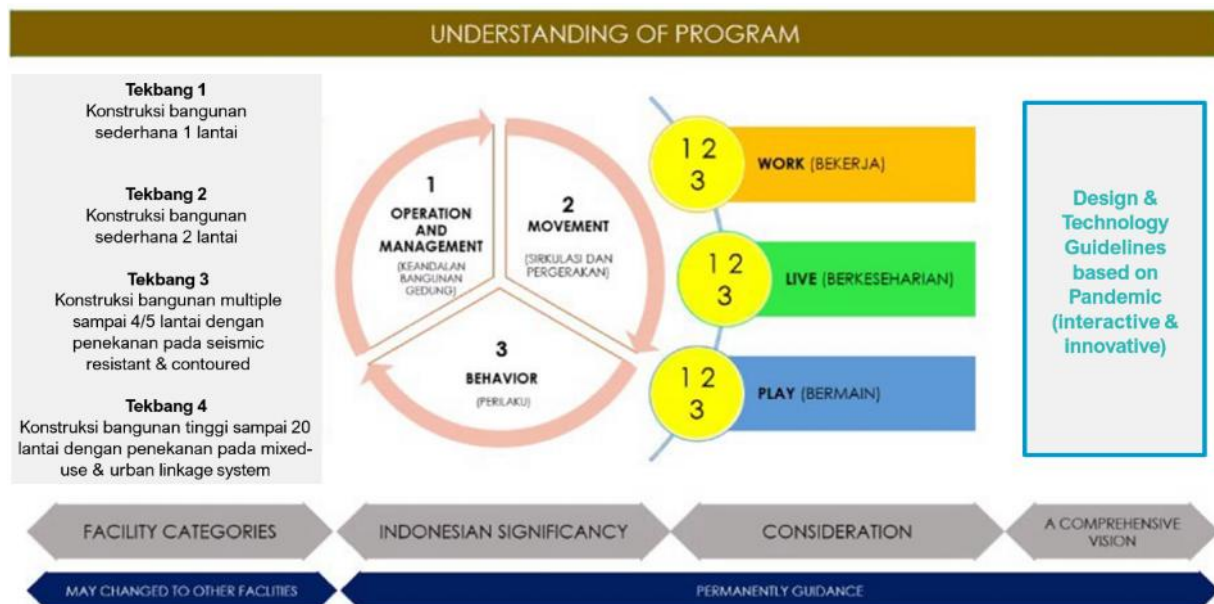 UNDERSTANDING OF PROGRAM
Tekbang 1
Konstruksi bangunan
sederhana 1 lantai
Tekbang 2
Konstruksi bangunan
sederhana 2 lantai
Tekbang 3
Konstruksi bangunan multiple
sampai 4/5 lantai dengan
penekanan pada seismic
resistant & contoured
Tekbang 4
Konstruksi bangunan tinggi sampai 20
lantai dengan penekanan pada mixed-
use & urban linkage system
1
OPERATION
AND
MANAGEMENT
(KEANDALAN
BANGUNAN
GEDUNG)
2
MOVEMENT
(SIRKULASI DAN
PERGERAKAN)
3
BEHAVIOR
(PERILAKU)
1 2
3
WORK (BEKERJA)
1 2
3
LIVE (BERKESEHARIAN)
1 2
3
PLAY (BERMAIN)
Design &
Technology
Guidelines
based on
Pandemic
(interactive &
innovative)
FACILITY CATEGORIES
INDONESIAN SIGNIFICANCY
CONSIDERATION
A COMPREHENSIVE
VISION
MAY CHANGED TO OTHER FACLITIES
PERMANENTLY GUIDANCE